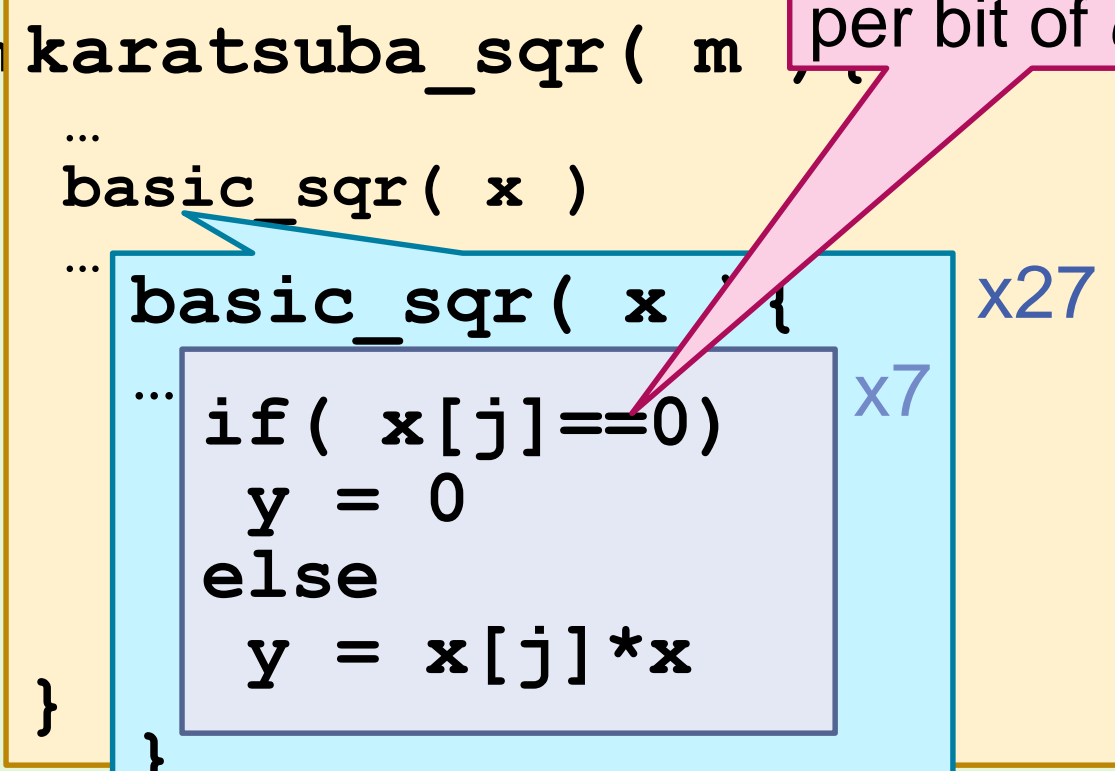 per bit of
karatsuba_sqr( m ){
…
basic_sqr( x )
…
basic_sqr( x ){
x27
…
x7
if( x[j]==0)
y = 0
else
y = x[j]*x
}
}